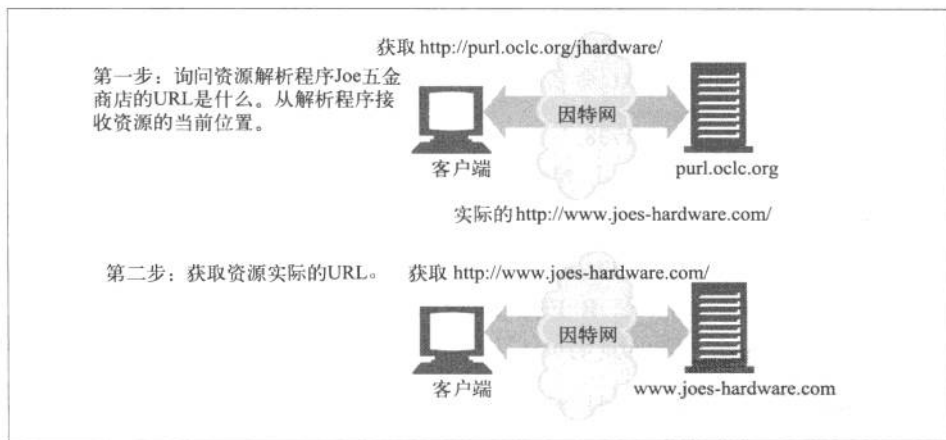 获取 http://purl.oclc.org/jhardware/
第一步：询问资源解析程序Joe五金
商店的URL是什么。从解析程序接
收资源的当前位置。
因特网
客户端
purl.oclc.org
实际的http://www.joes-hardware.com/
第二步：获取资源实际的URL。
获取 http://www.joes-hardware.com/
因特网
客户端
www.joes-hardware.com